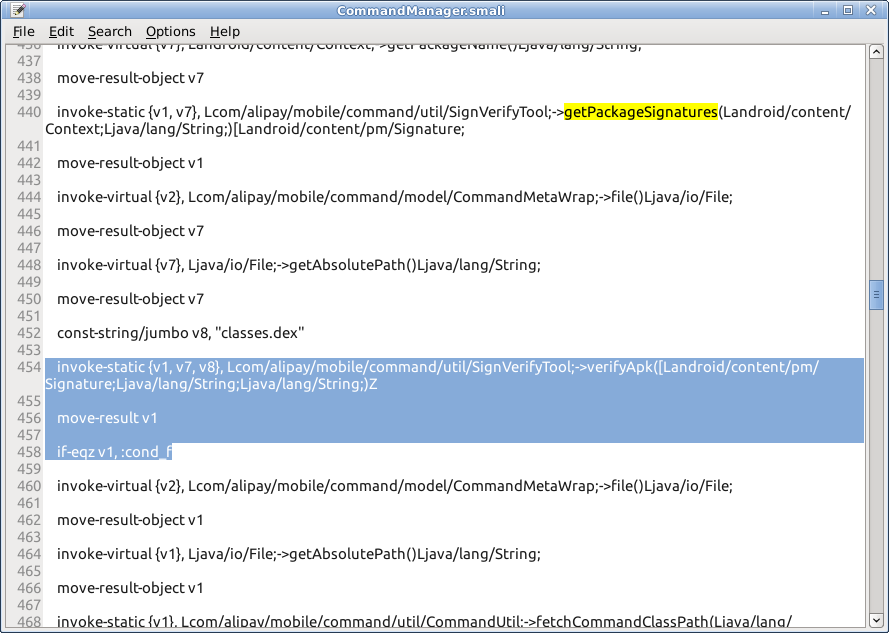 CommandManager.smali
File Edit Search Options Help
436 invoke-virtual {v7}, Landroid/content/Context;->getPackageName()Ljava/lang/String;
437
438 move-result-object v7
439
440 invoke-static {v1, v7}, Lcom/alipay/mobile/command/util/SignVerifyTool;->getPackageSignatures(Landroid/content/
Context;Ljava/lang/String;)[Landroid/content/pm/Signature;
441
442 move-result-object v1
443
444 invoke-virtual {v2}, Lcom/alipay/mobile/command/model/CommandMetaWrap;->file()Ljava/io/File;
445
446 move-result-object v7
447
448 invoke-virtual {v7}, Ljava/io/File;->getAbsolutePath()Ljava/lang/String;
449
450 move-result-object v7
451
452 const-string/jumbo v8, "classes.dex"
453
454 invoke-static {v1, v7, v8}, Lcom/alipay/mobile/command/util/SignVerifyTool;->verifyApk([Landroid/content/pm/
Signature;Ljava/lang/String;Ljava/lang/String;)Z
455
456 move-result v1
457
458 if-eqz v1, :cond_f
459
460 invoke-virtual {v2}, Lcom/alipay/mobile/command/model/CommandMetaWrap;->file()Ljava/io/File;
461
462 move-result-object v1
463
464 invoke-virtual {v1}, Ljava/io/File;->getAbsolutePath()Ljava/lang/String;
465
466 move-result-object v1
467
468 invoke-static {v1}, Lcom/alipay/mobile/command/util/CommandUtil;->fetchCommandClassPath(Ljava/lang/